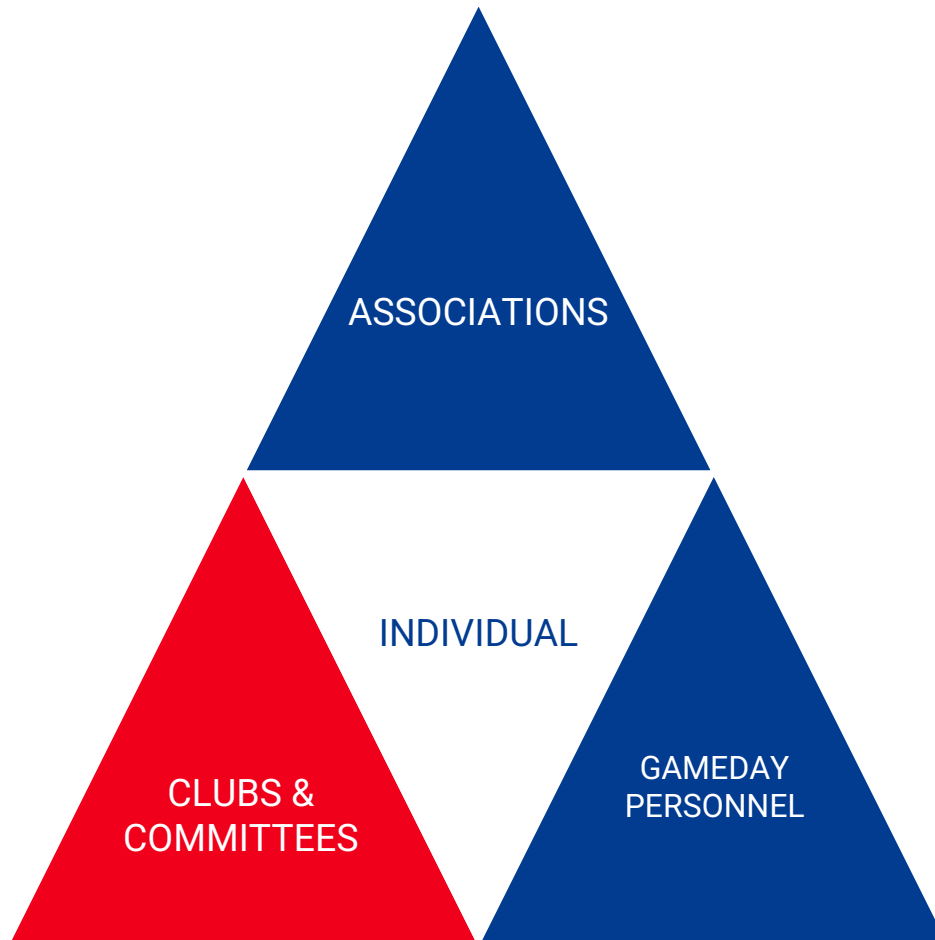 ASSOCIATIONS
INDIVIDUAL
CLUBS &
COMMITTEES
GAMEDAY
PERSONNEL